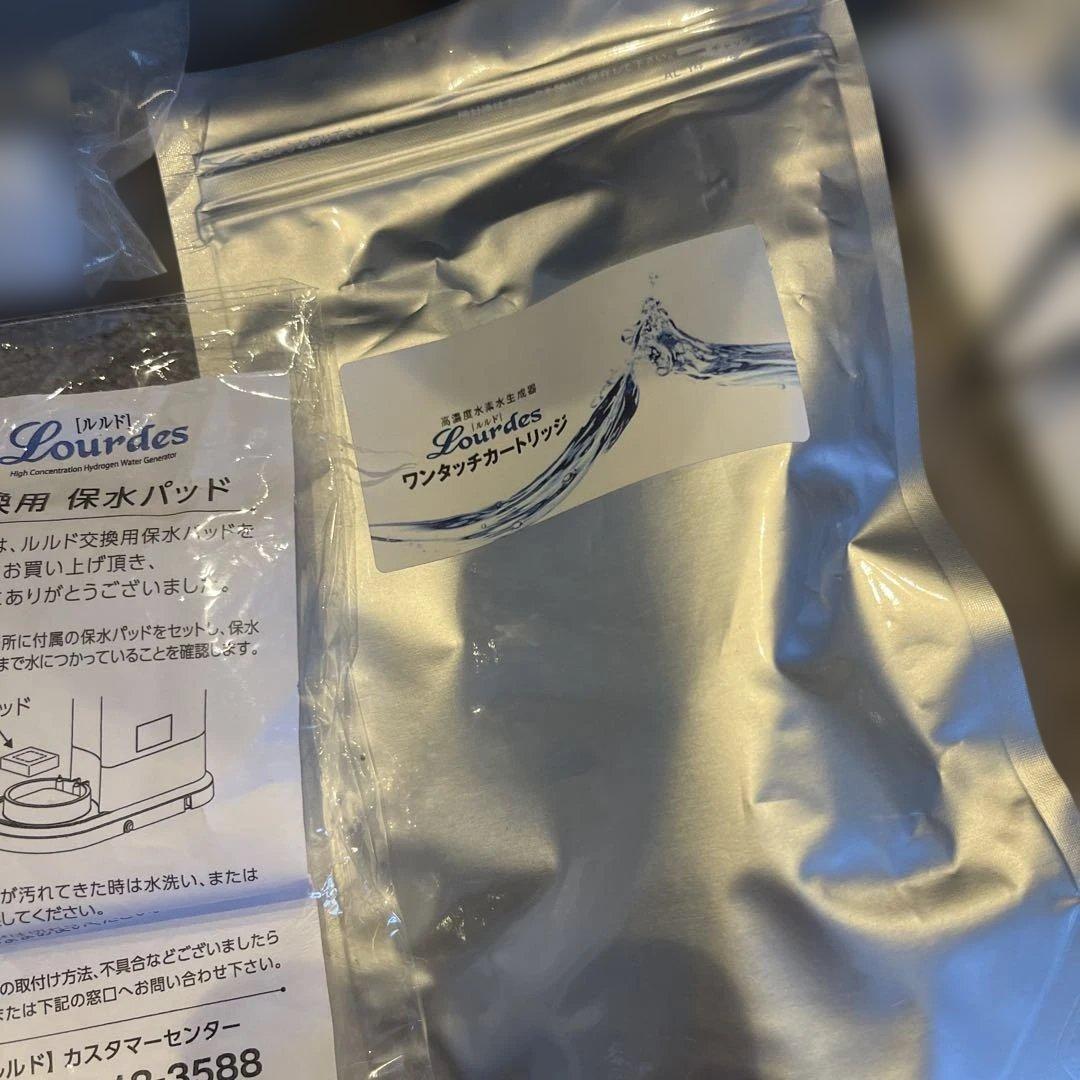 AL
高濃度水素水生成器
[ルルド]
Lourdes
ワンタッチカートリッジ
[ルルド]
Lourdes
High Concentration Hydrogen Water Generator
換用 保水パッド
は、ルルド交換用保水パッドを
お買い上げ頂き、
ありがとうございました。
所に付属の保水パッドをセットし、保水
まで水につかっていることを確認します。
ッド
が汚れてきた時は水洗い、または
してください。
の取付け方法、不具合などございましたら
または下記の窓口へお問い合わせ下さい。
ルド】カスタマーセンター
8-3588